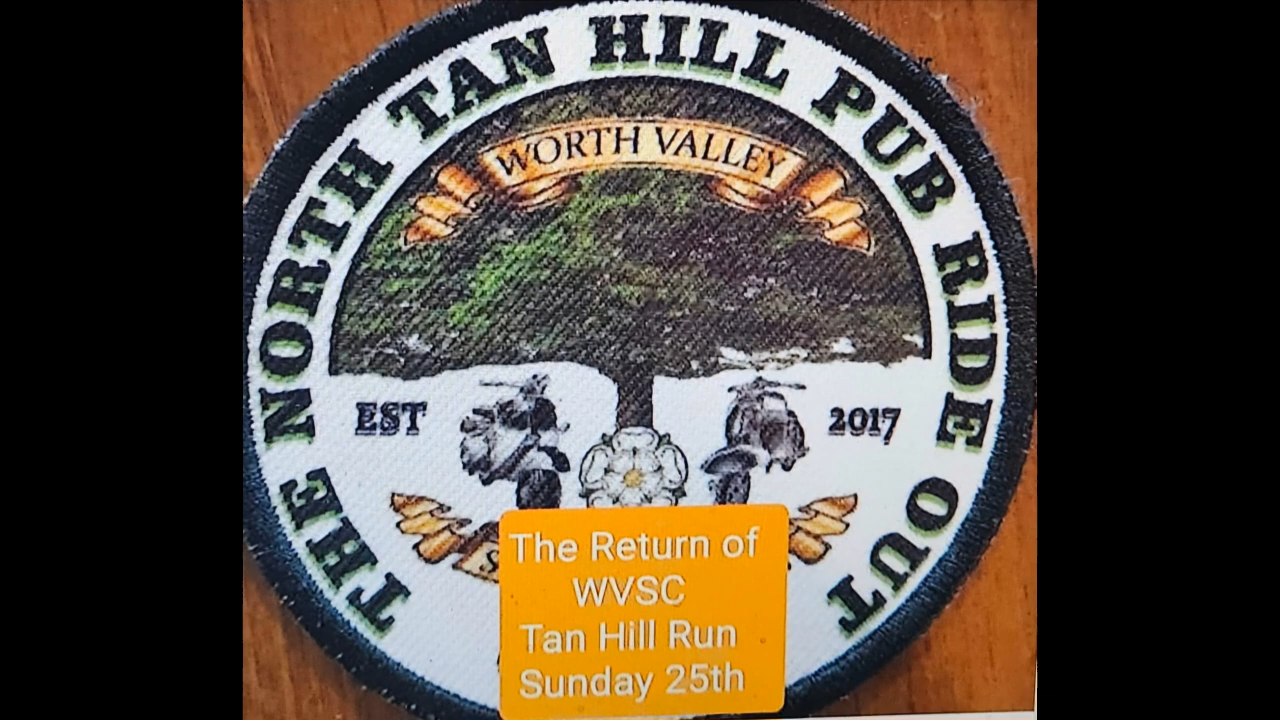 THE NORTH TAN HILL PUB RIDE OUT
WORTH VALLEY
EST 2017
The Return of
WVSC
Tan Hill Run
Sunday 25th